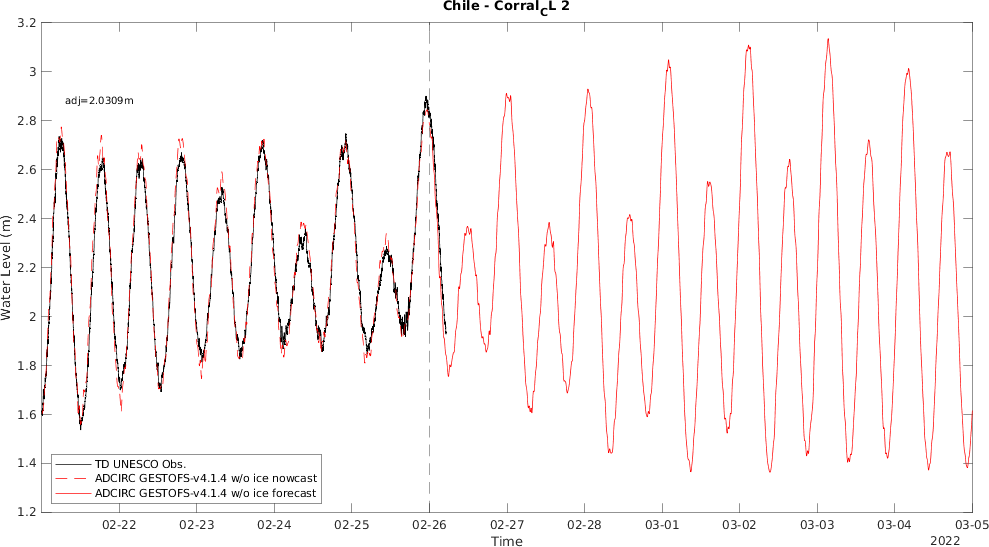 Chile - Corral_CL 2
adj=2.0309m
Water Level (m)
3.2
3
2.8
2.6
2.4
2.2
2
1.8
1.6
1.4
1.2
TD UNESCO Obs.
ADCIRC GESTOFS-v4.1.4 w/o ice nowcast
ADCIRC GESTOFS-v4.1.4 w/o ice forecast
02-22 02-23 02-24 02-25 02-26 02-27 02-28 03-01 03-02 03-03 03-04 03-05
Time
2022